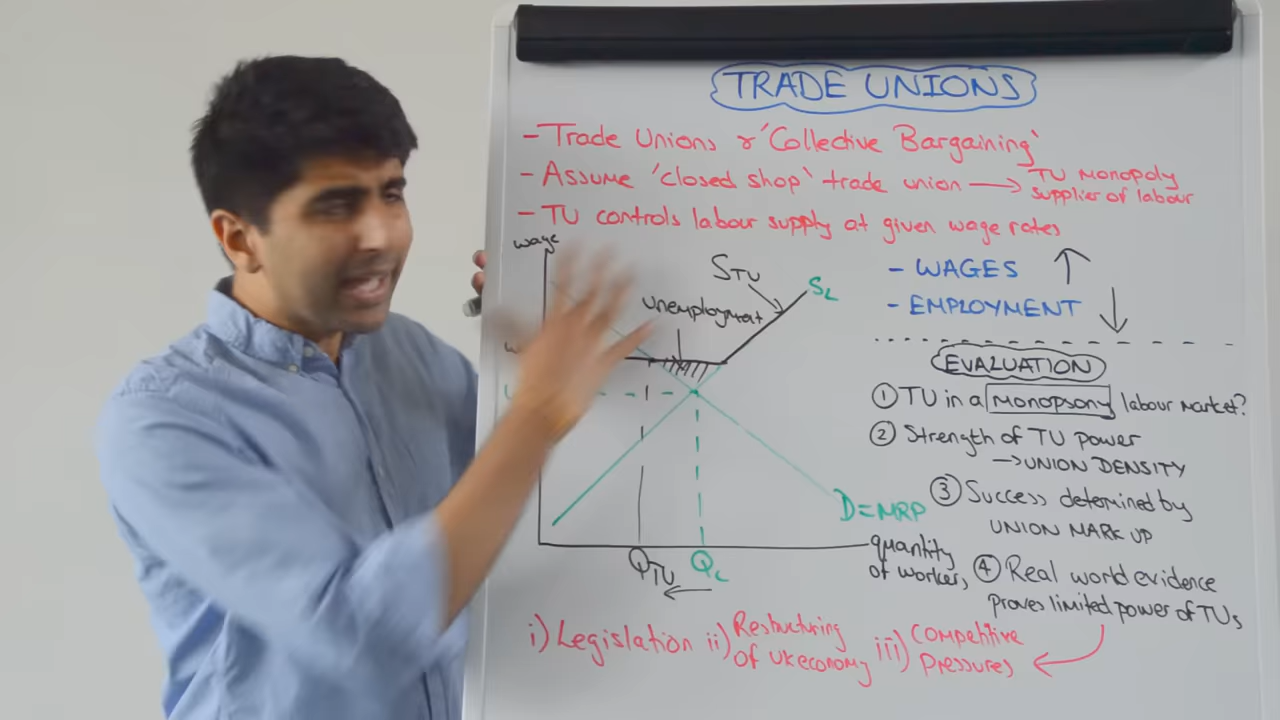 TRADE UNIONS
- Trade Unions & 'Collective Bargaining'
- Assume 'closed shop' trade union → TU MONOPOLY
supplier of labour
- TU controls labour supply at given wage rates
wage
STU
SL
unemployment
- WAGES ↑
- EMPLOYMENT ↓
EVALUATION
① TU in a monopsony labour market?
② Strength of TU power
→ UNION DENSITY
③ Success determined by
UNION MARK UP
④ Real world evidence
proves limited power of TUs
D=MRP
quantity
of workers
QTU
QL
←
i) Legislation ii) Restructuring
of UK economy iii) Competitive
Pressures